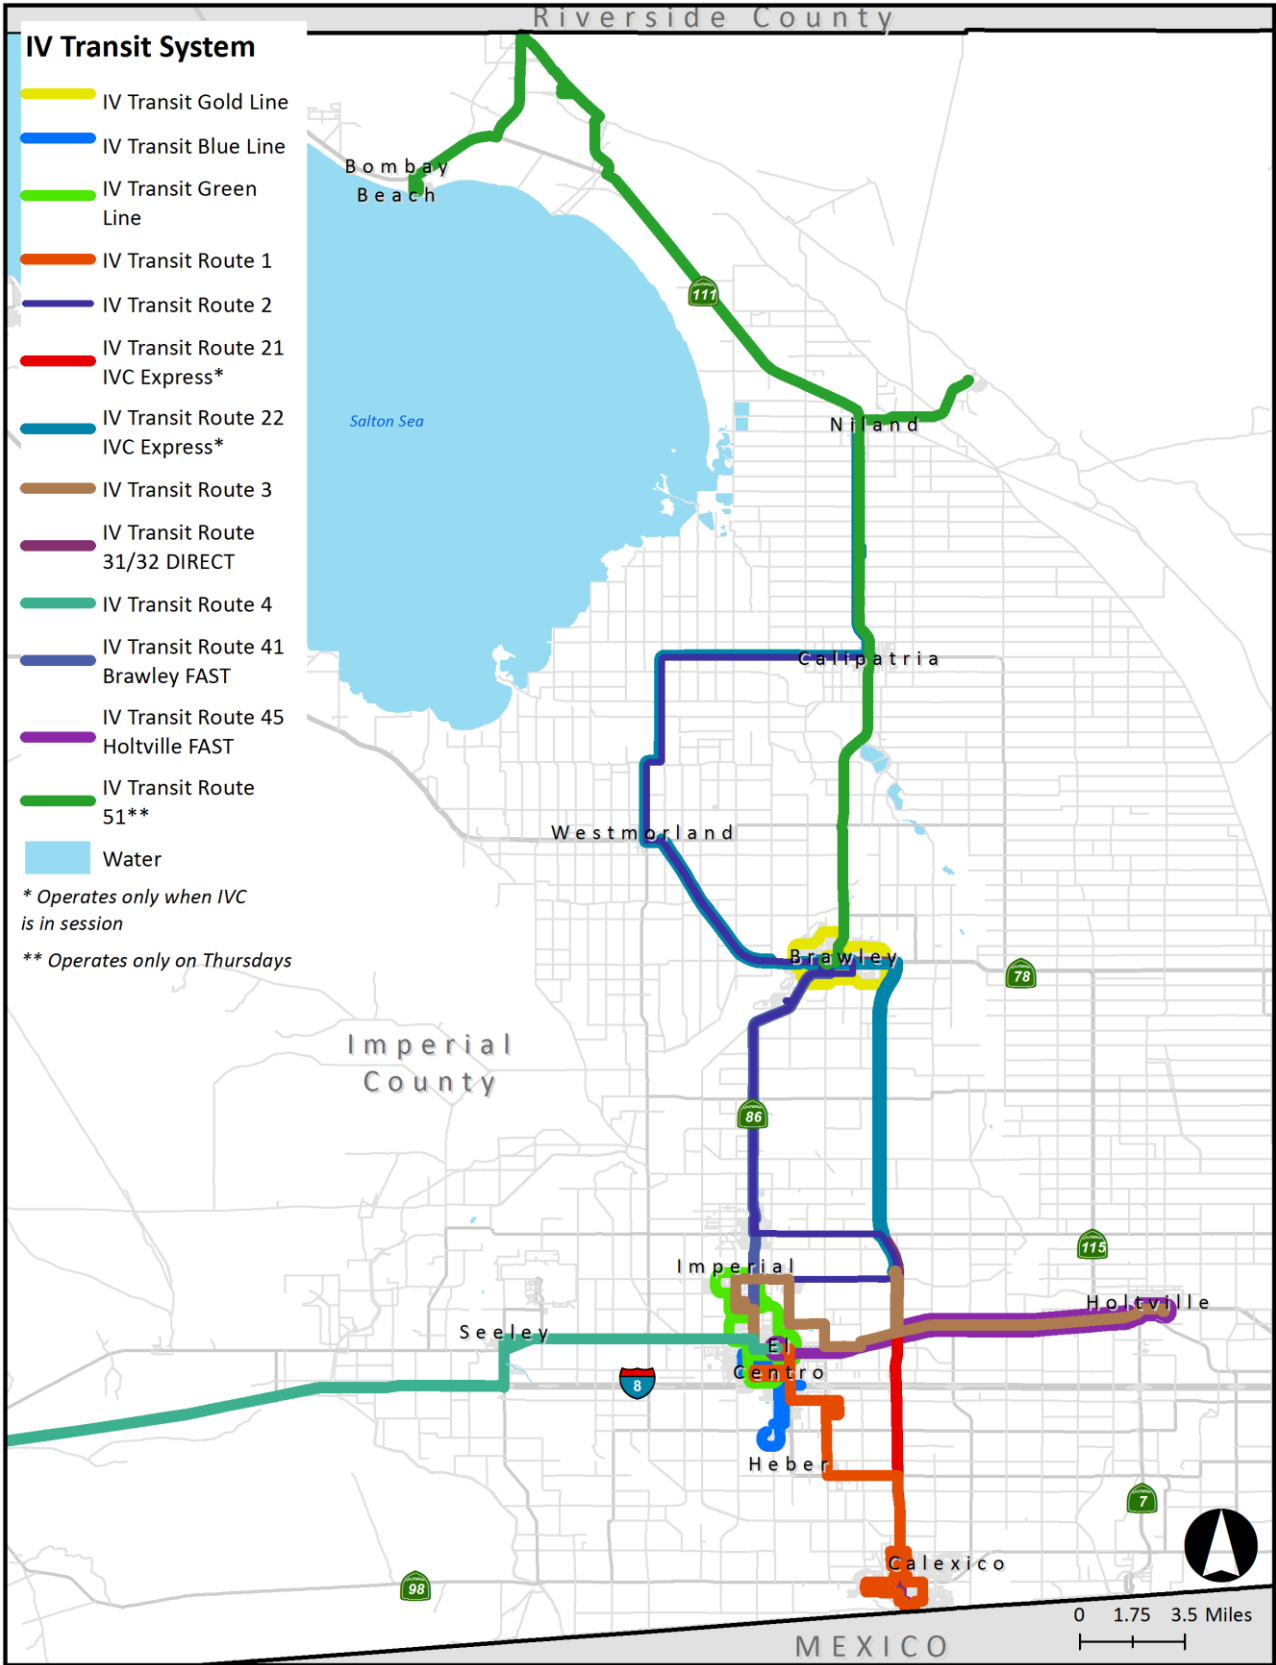 Riverside County
IV Transit System
IV Transit Gold Line
IV Transit Blue Line
IV Transit Green
Line
IV Transit Route 1
IV Transit Route 2
IV Transit Route 21
IVC Express*
IV Transit Route 22
IVC Express*
IV Transit Route 3
IV Transit Route
31/32 DIRECT
IV Transit Route 4
IV Transit Route 41
Brawley FAST
IV Transit Route 45
Holtville FAST
IV Transit Route
51**
Water
* Operates only when IVC
is in session
** Operates only on Thursdays
Bombay
Beach
111
Salton Sea
Niland
Calipatria
Westmorland
Brawley
78
Imperial
County
86
115
Imperial
Holtville
Seeley
El
Centro
8
Heber
7
Calexico
98
0 1.75 3.5 Miles
MEXICO